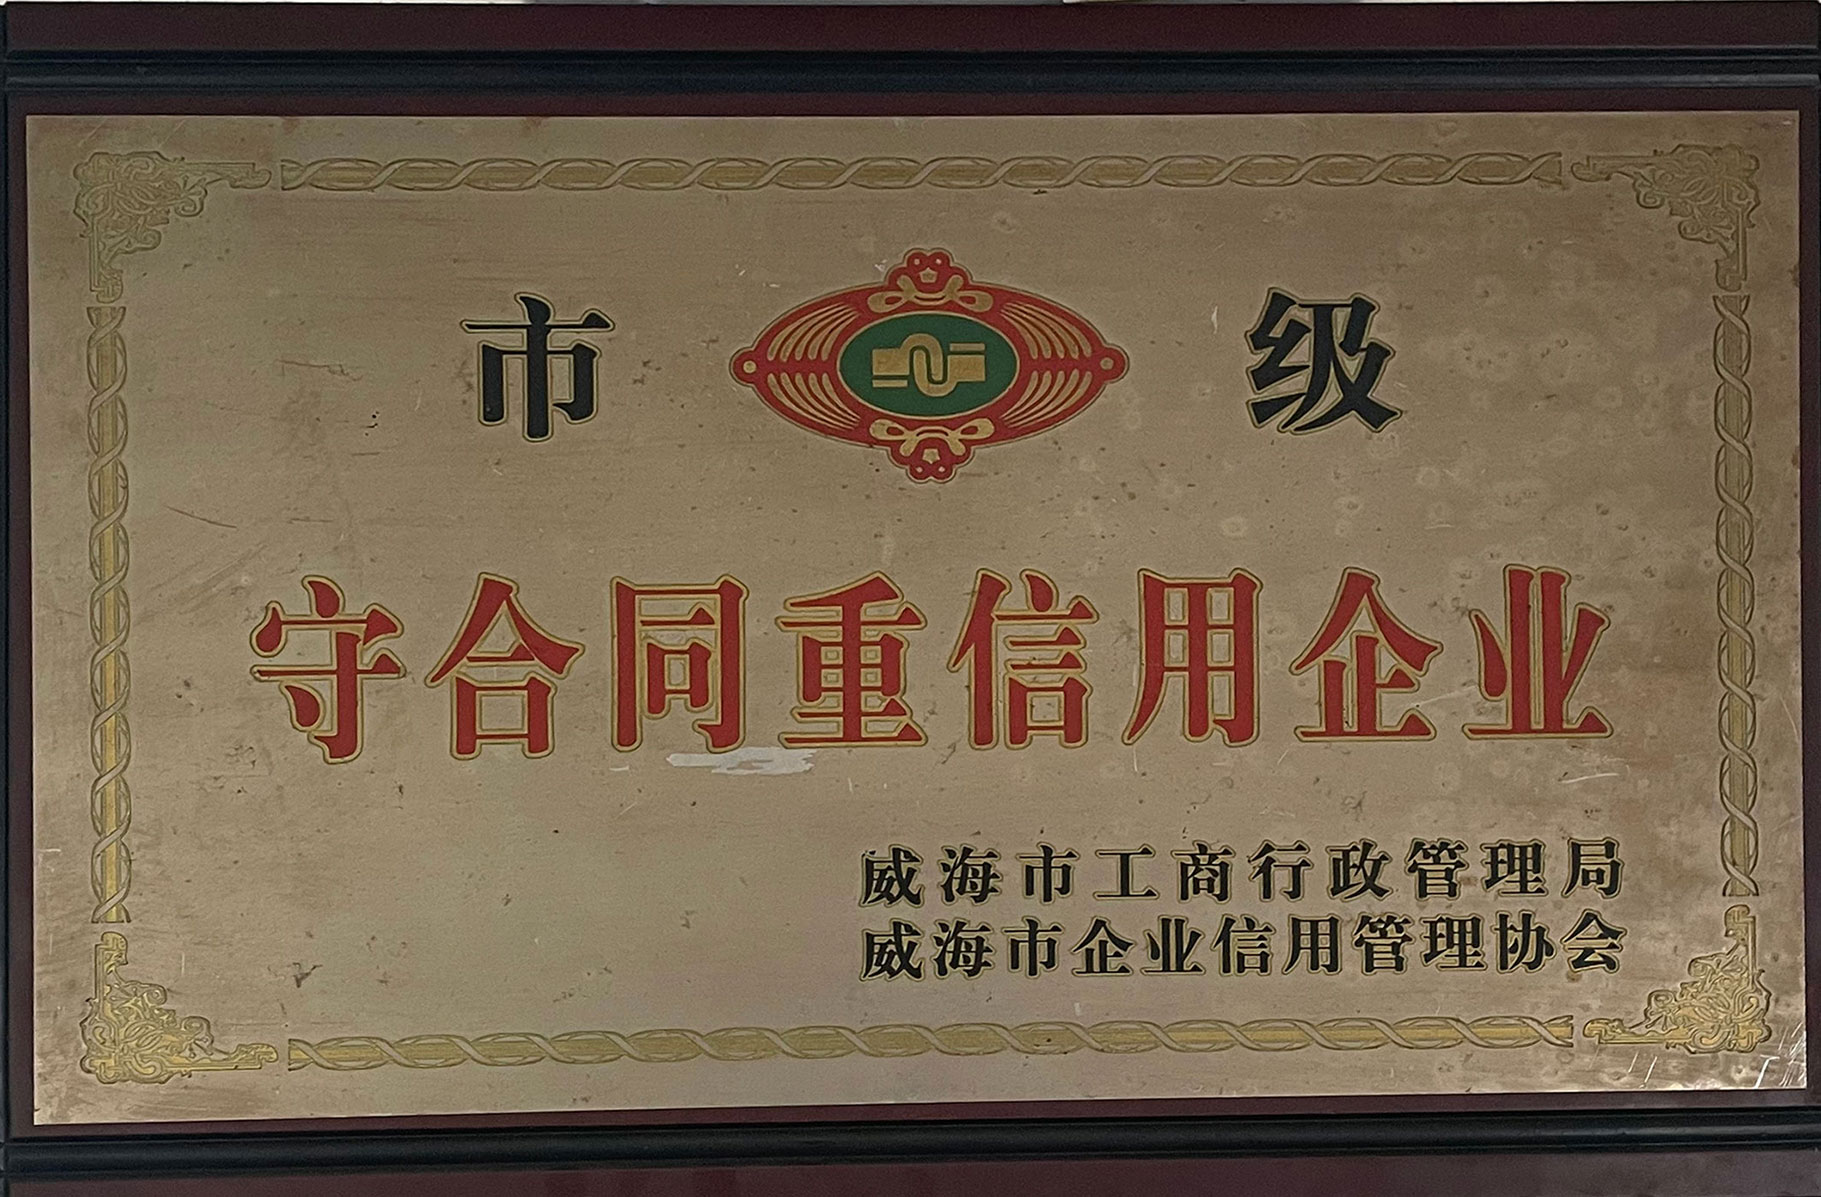 市 级
守合同重信用企业
威海市工商行政管理局
威海市企业信用管理协会